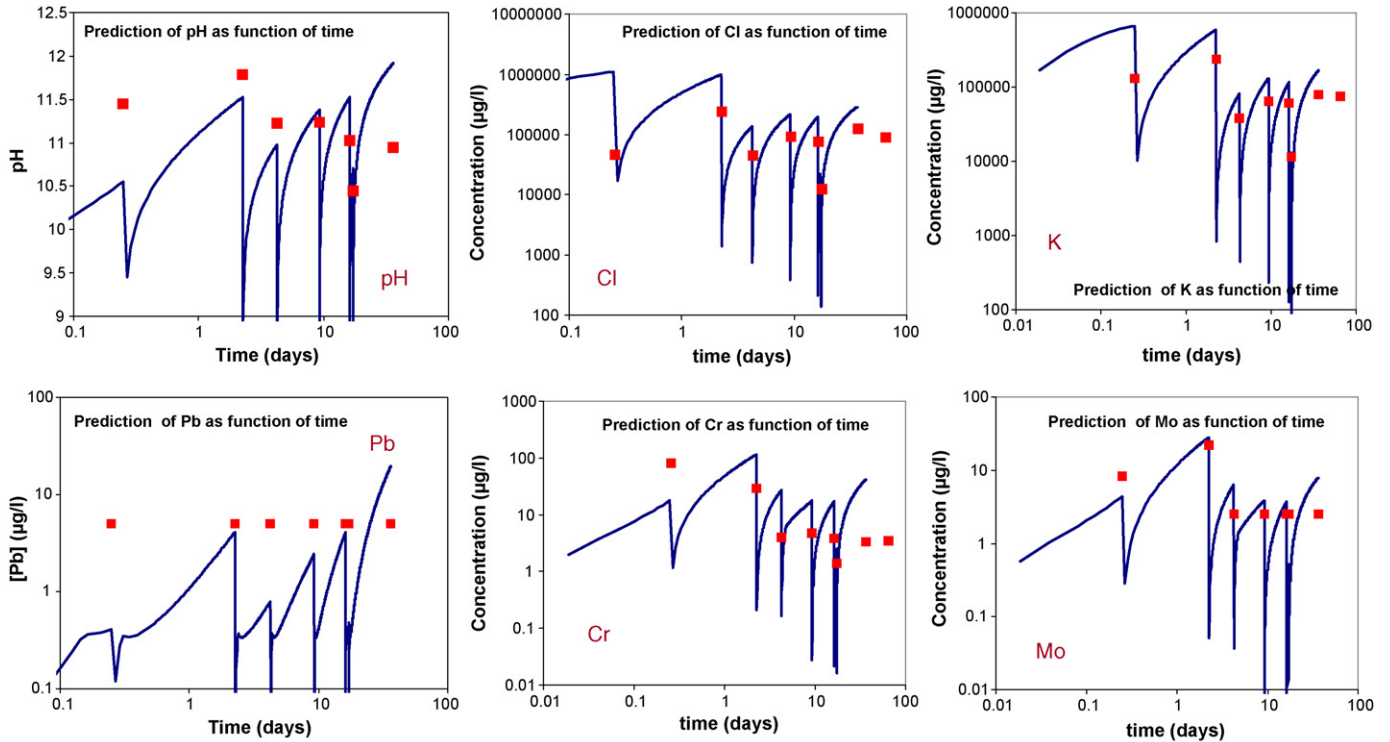 Prediction of pH as function of time
12.5
12
11.5
11
10.5
10
9.5
9
pH
pH
0.1
1
10
100
Time (days)
Prediction of Cl as function of time
10000000
1000000
100000
10000
1000
100
Concentration (µg/l)
Cl
0.1
1
10
100
time (days)
1000000
100000
10000
1000
100
Concentration (µg/l)
K
Prediction of K as function of time
0.01
0.1
1
10
100
time (days)
Prediction of Pb as function of time
Pb
100
10
1
0.1
[Pb] (µg/l)
0.1
1
10
100
Time (days)
Prediction of Cr as function of time
1000
100
10
1
0.1
0.01
Concentration (µg/l)
Cr
0.01
0.1
1
10
100
time (days)
Prediction of Mo as function of time
100
10
1
0.1
0.01
Concentration (µg/l)
Mo
0.01
0.1
1
10
100
time (days)